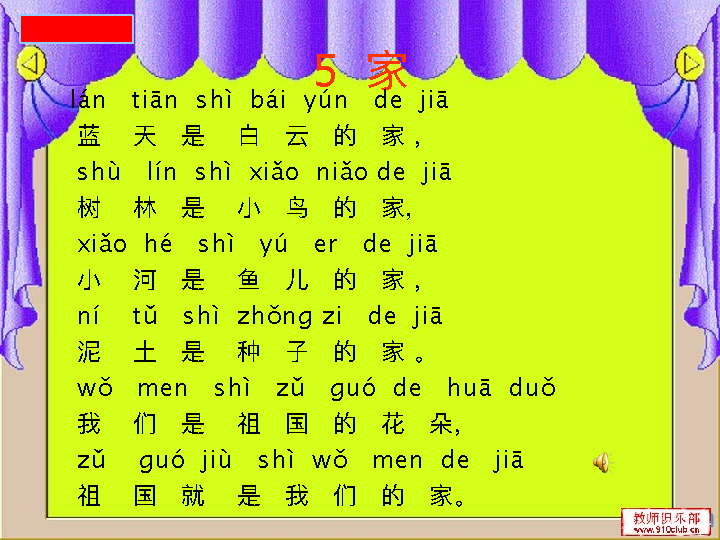 5 家
lán tiān shì bái yún de jiā
蓝 天 是 白 云 的 家，
shù lín shì xiǎo niǎo de jiā
树 林 是 小 鸟 的 家，
xiǎo hé shì yú er de jiā
小 河 是 鱼 儿 的 家，
ní tǔ shì zhǒng zi de jiā
泥 土 是 种 子 的 家。
wǒ men shì zǔ guó de huā duǒ
我 们 是 祖 国 的 花 朵，
zǔ guó jiù shì wǒ men de jiā
祖 国 就 是 我 们 的 家。
教师俱乐部
www.910club.cn